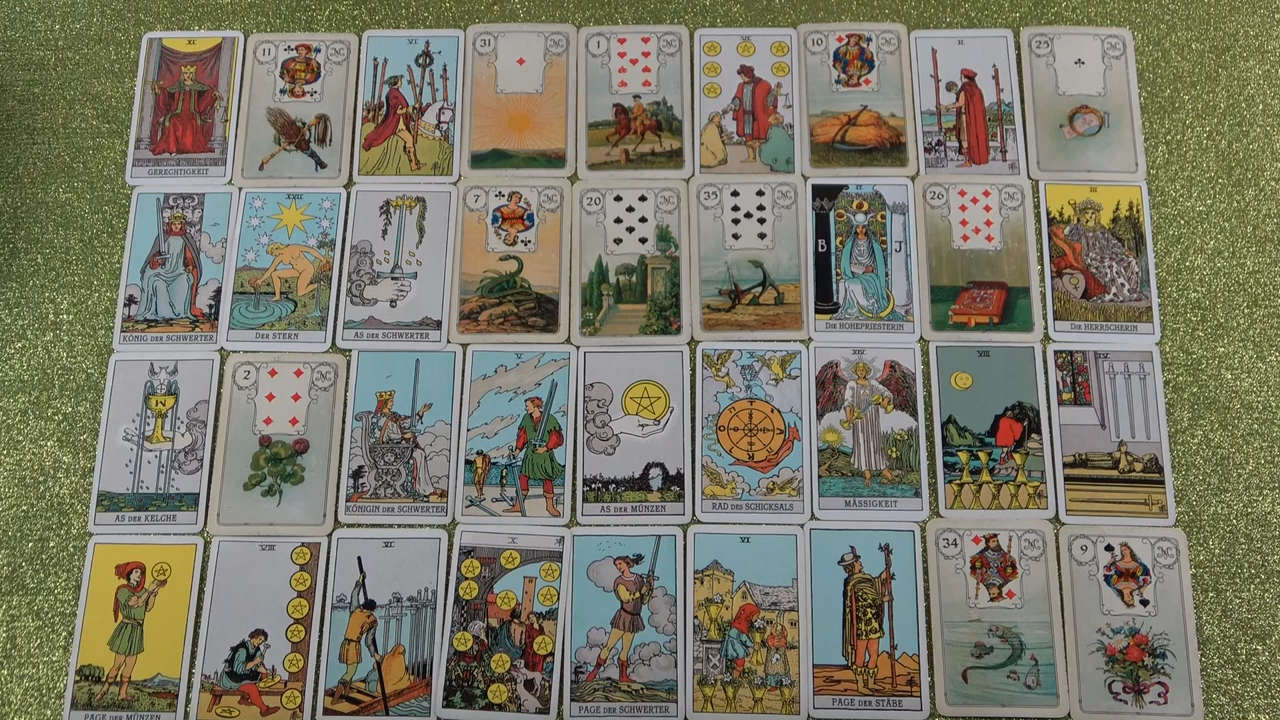 XI
GERECHTIGKEIT
11
VI
31
1
VI
10
II
25
KÖNIG DER SCHWERTER
XVII
DER STERN
AS DER SCHWERTER
7
20
35
II
B J
DIE HOHEPRIESTERIN
26
III
DIE HERRSCHERIN
AS DER KELCHE
2
KÖNIGIN DER SCHWERTER
V
AS DER MÜNZEN
X
RAD DES SCHICKSALS
XIV
MÄSSIGKEIT
VIII
IV
PAGE DER MÜNZEN
VIII
VI
X
PAGE DER SCHWERTER
VI
PAGE DER STÄBE
34
9